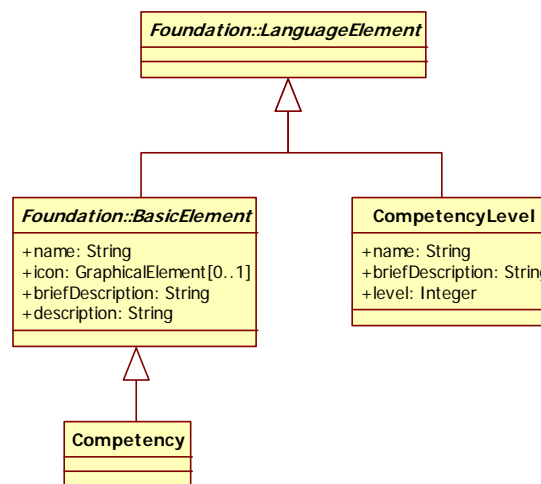 Foundation::LanguageElement
Foundation::BasicElement
+name: String
+icon: GraphicalElement[0..1]
+briefDescription: String
+description: String
CompetencyLevel
+name: String
+briefDescription: String
+level: Integer
Competency